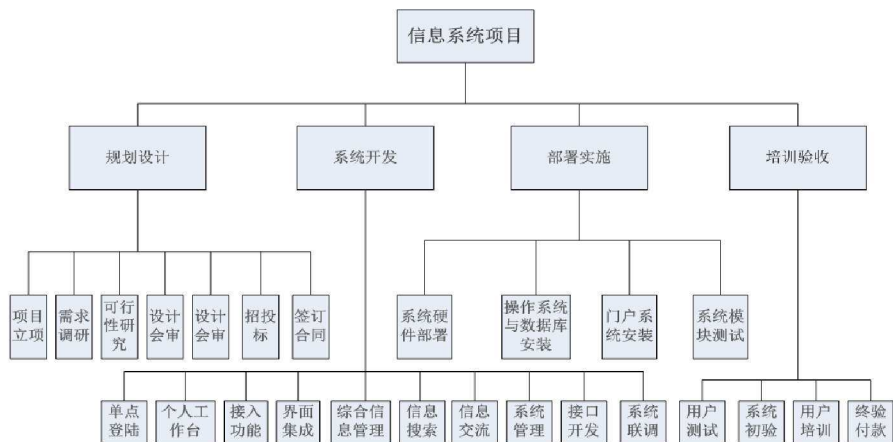 信息系统项目
规划设计
系统开发
部署实施
培训验收
项目
立项
需求
调研
可行
性研
究
设计
会审
设计
会审
招投
标
签订
合同
系统硬
件部署
操作系统
与数据库
安装
门户系
统安装
系统模
块测试
单点
登陆
个人工
作台
接入
功能
界面
集成
综合信
息管理
信息
搜索
信息
交流
系统
管理
接口
开发
系统
联调
用户
测试
系统
初验
用户
培训
终验
付款